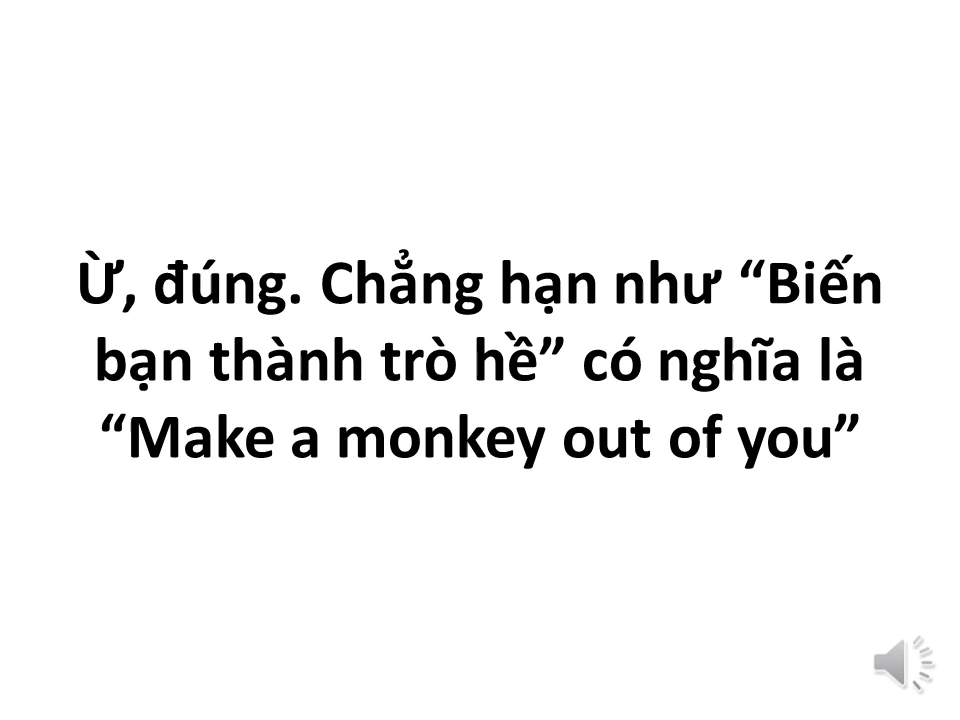 Ừ, đúng. Chẳng hạn như “Biến
bạn thành trò hề” có nghĩa là
“Make a monkey out of you”